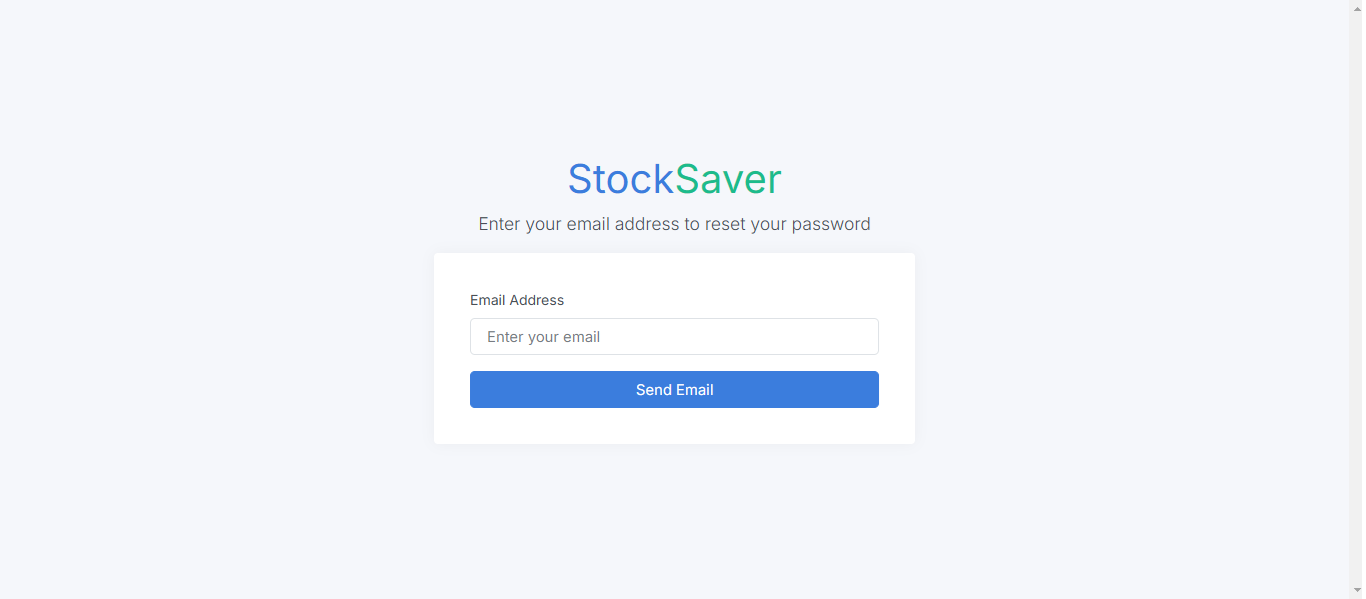 StockSaver
Enter your email address to reset your password
Email Address
Enter your email
Send Email